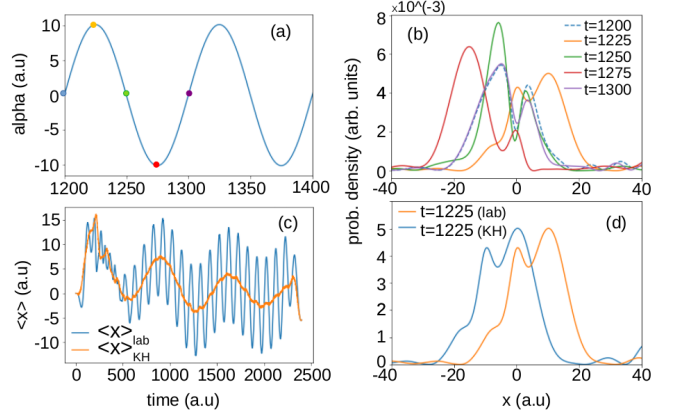 (a)
alpha (a.u)
10
5
0
-5
-10
1200
1250
1300
1350
1400
x10^(-3)
(b)
t=1200
t=1225
t=1250
t=1275
t=1300
8
6
4
2
0
-40
-20
0
20
40
prob. density (arb. units)
(c)
<x> (a.u)
15
10
5
0
-5
-10
<x>lab
<x>KH
0
500
1000
1500
2000
2500
time (a.u)
(d)
t=1225 (lab)
t=1225 (KH)
5
4
3
2
1
0
-40
-20
0
20
40
x (a.u)